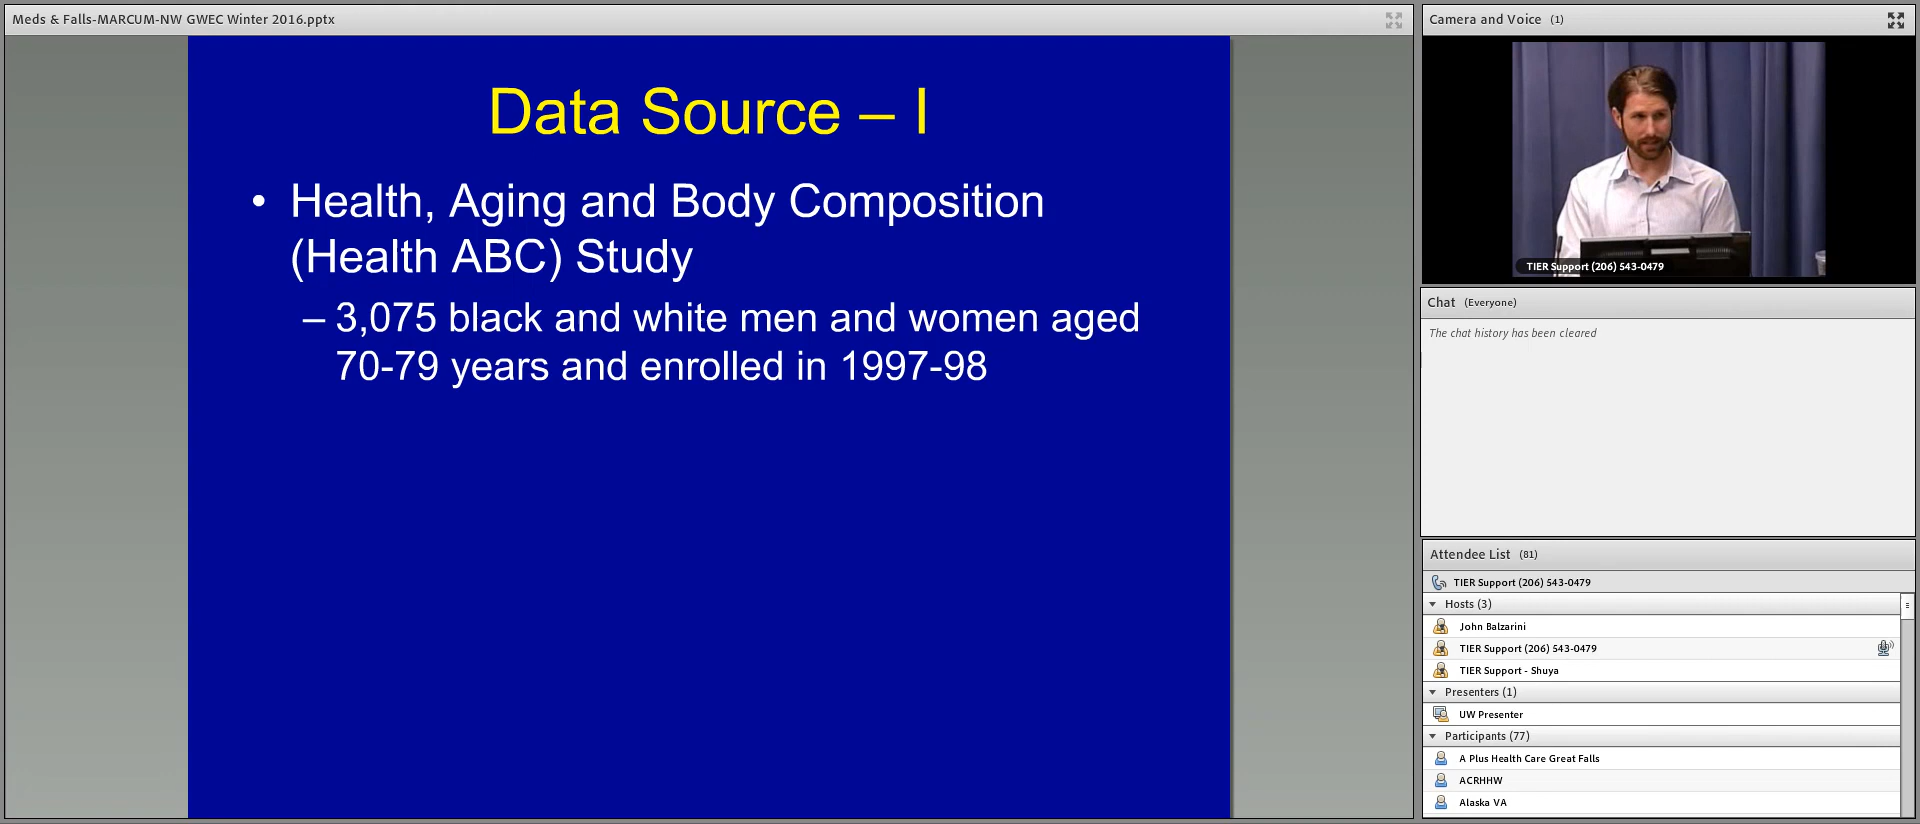 Meds & Falls-MARCUM-NW GWEC Winter 2016.pptx
Data Source – I
• Health, Aging and Body Composition
(Health ABC) Study
– 3,075 black and white men and women aged
70-79 years and enrolled in 1997-98
Camera and Voice (1)
TIER Support (206) 543-0479
Chat (Everyone)
The chat history has been cleared
Attendee List (81)
TIER Support (206) 543-0479
Hosts (3)
John Balzarini
TIER Support (206) 543-0479
TIER Support - Shuya
Presenters (1)
UW Presenter
Participants (77)
A Plus Health Care Great Falls
ACRHHW
Alaska VA